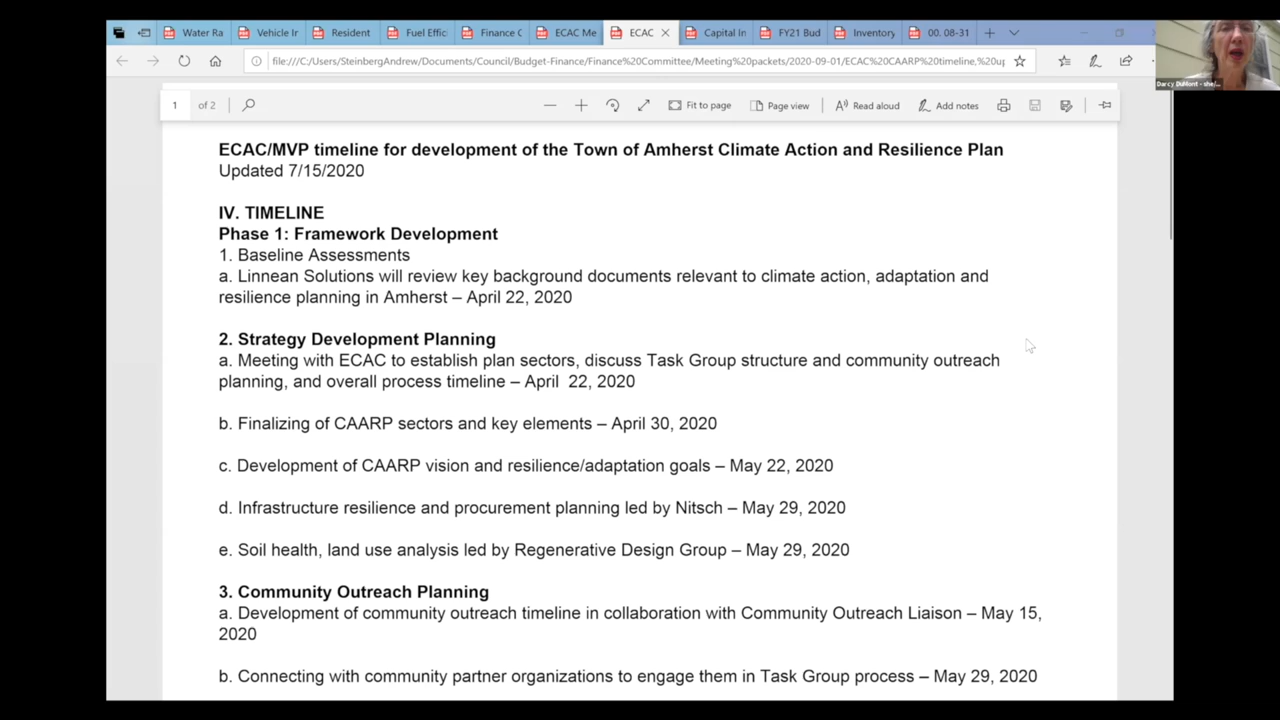 Water Ra
Vehicle Ir
Resident
Fuel Effic
Finance C
ECAC Me
ECAC
Capital In
FY21 Bud
Inventory
00. 08-31
file:///C:/Users/SteinbergAndrew/Documents/Council/Budget-Finance/Finance%20Committee/Meeting%20packets/2020-09-01/ECAC%20CAARP%20timeline,%20up
Darcy DuMont - she/...
1 of 2
Fit to page
Page view
Read aloud
Add notes
ECAC/MVP timeline for development of the Town of Amherst Climate Action and Resilience Plan
Updated 7/15/2020
IV. TIMELINE
Phase 1: Framework Development
1. Baseline Assessments
a. Linnean Solutions will review key background documents relevant to climate action, adaptation and
resilience planning in Amherst – April 22, 2020
2. Strategy Development Planning
a. Meeting with ECAC to establish plan sectors, discuss Task Group structure and community outreach
planning, and overall process timeline – April  22, 2020
b. Finalizing of CAARP sectors and key elements – April 30, 2020
c. Development of CAARP vision and resilience/adaptation goals – May 22, 2020
d. Infrastructure resilience and procurement planning led by Nitsch – May 29, 2020
e. Soil health, land use analysis led by Regenerative Design Group – May 29, 2020
3. Community Outreach Planning
a. Development of community outreach timeline in collaboration with Community Outreach Liaison – May 15,
2020
b. Connecting with community partner organizations to engage them in Task Group process – May 29, 2020